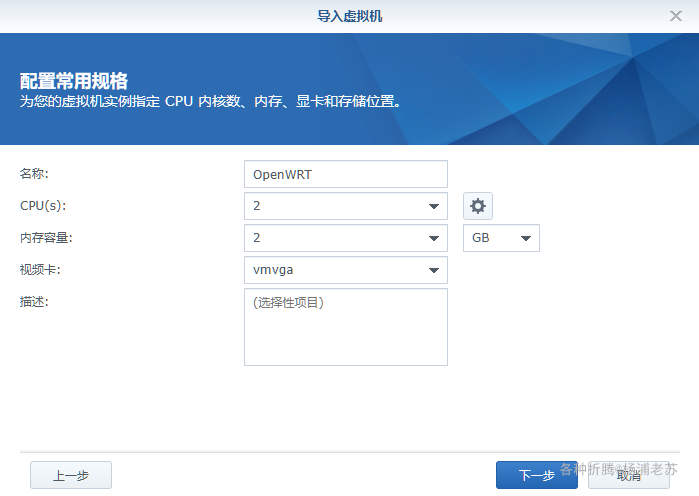 导入虚拟机
配置常用规格
为您的虚拟机实例指定 CPU 内核数、内存、显卡和存储位置。
名称: OpenWRT
CPU(s): 2
内存容量: 2 GB
视频卡: vmvga
描述: (选择性项目)
上一步 下一步 取消
各种折腾@杨浦老苏